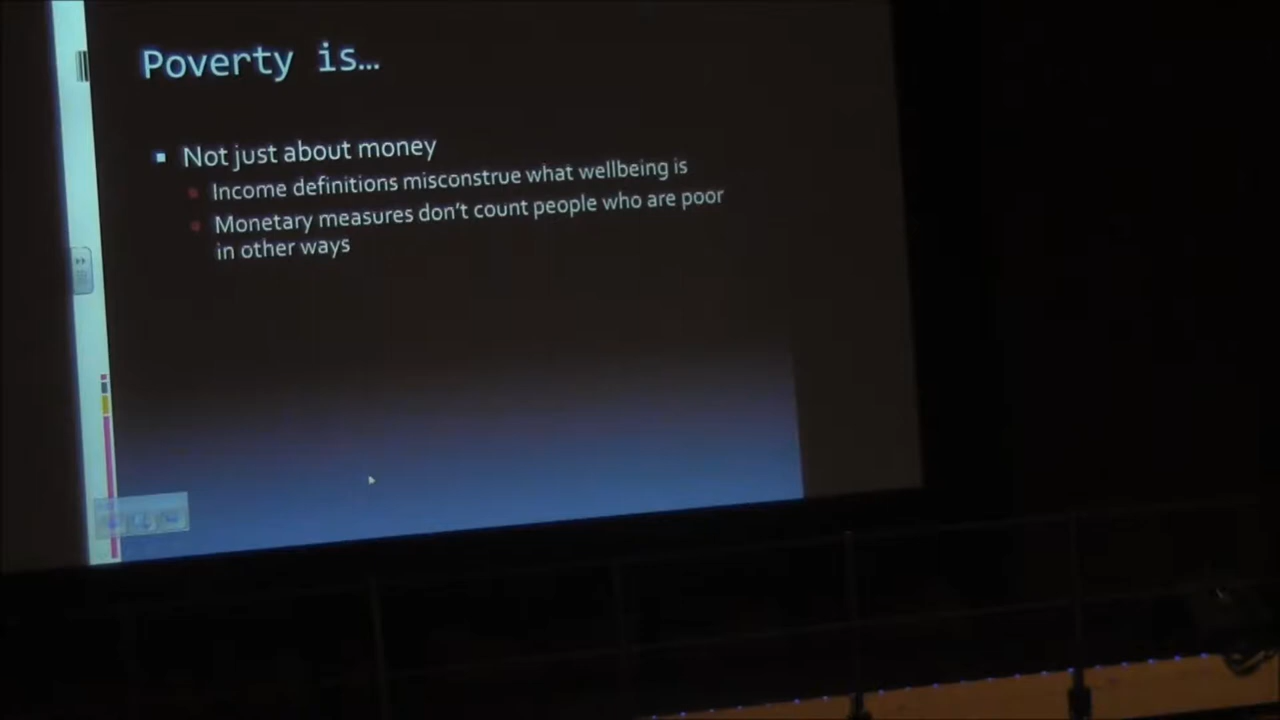 Poverty is…
Not just about money
Income definitions misconstrue what wellbeing is
Monetary measures don't count people who are poor
in other ways